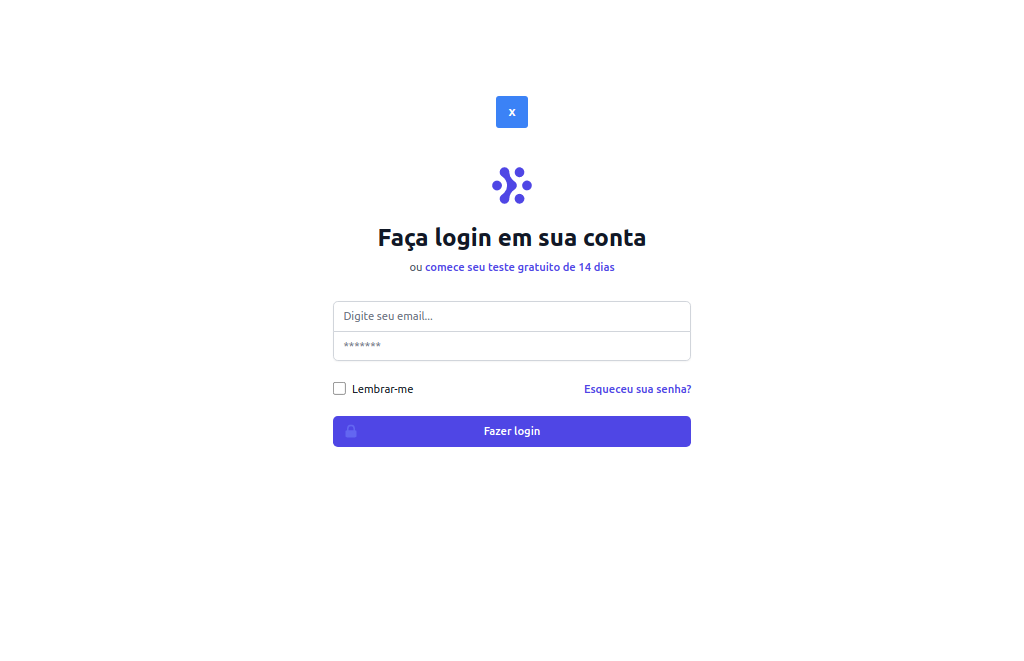 x
Faça login em sua conta
ou comece seu teste gratuito de 14 dias
Digite seu email...
*******
Lembrar-me
Esqueceu sua senha?
Fazer login